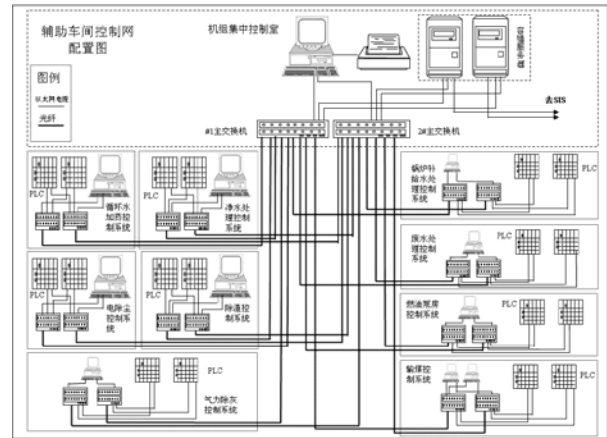 辅助车间控制网
配置图
图例
以太网电缆
光纤
机组集中控制室
去SIS
#1主交换机
2#主交换机
PLC
循环水
加药控
制系统
净水处
理控制
系统
锅炉补
给水处
理控制
系统
PLC
废水处
理控制
系统
PLC
PLC
电除尘
控制系
统
除渣控
制系统
燃油泵房
控制系统
PLC
气力除灰
控制系统
PLC
输煤控
制系统
PLC